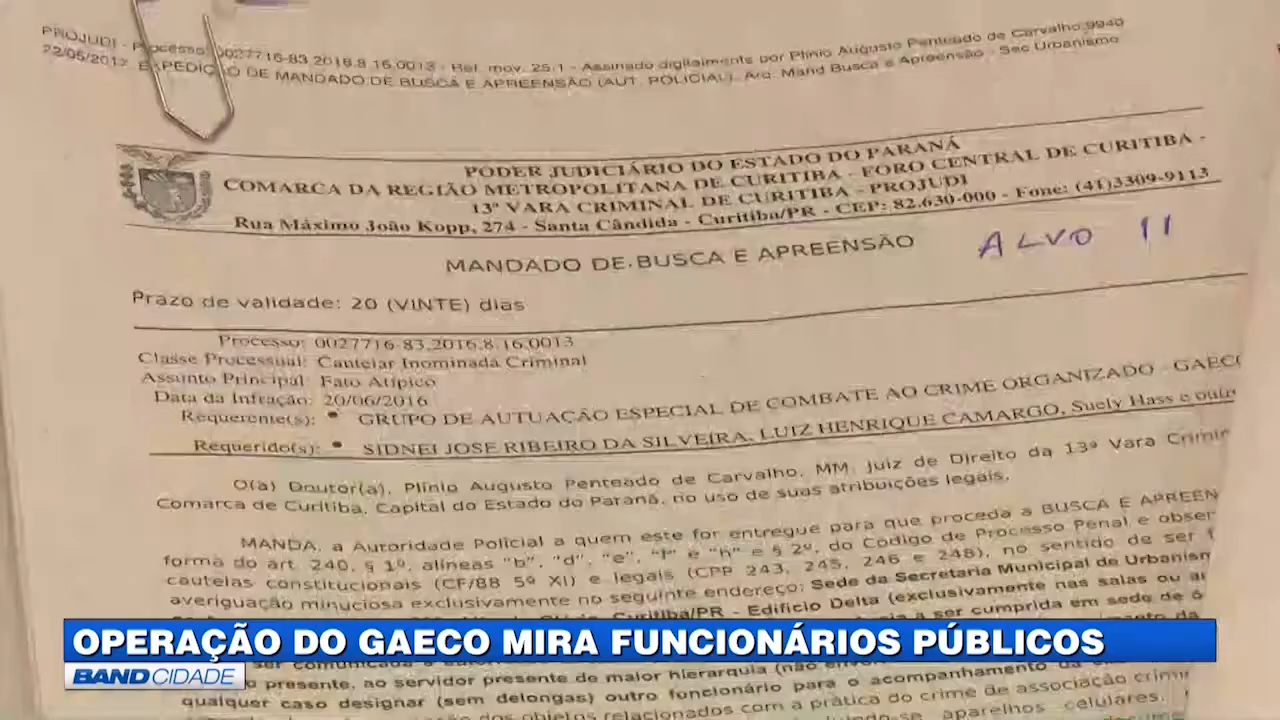 PROJUDI - Processo: 0027716-83.2016.8.16.0013 - Ref. mov. 25.1 - Assinado digitalmente por Plinio Augusto Penteado de Carvalho:9940
22/05/2017: EXPEDIÇÃO DE MANDADO DE BUSCA E APREENSÃO (AUT. POLICIAL). Arq: Mand Busca e Apreensão - Sec Urbanismo
PODER JUDICIÁRIO DO ESTADO DO PARANÁ
COMARCA DA REGIÃO METROPOLITANA DE CURITIBA - FORO CENTRAL DE CURITIBA -
13ª VARA CRIMINAL DE CURITIBA - PROJUDI
Rua Máximo João Kopp, 274 - Santa Cândida - Curitiba/PR - CEP: 82.630-000 - Fone: (41)3309-9113
MANDADO DE BUSCA E APREENSÃO
ALVO 11
Prazo de validade: 20 (VINTE) dias
Processo: 0027716-83.2016.8.16.0013
Classe Processual: Cautelar Inominada Criminal
Assunto Principal: Fato Atípico
Data da Infração: 20/06/2016
Requerente(s): • GRUPO DE AUTUAÇÃO ESPECIAL DE COMBATE AO CRIME ORGANIZADO - GAECO
Requerido(s): • SIDNEI JOSE RIBEIRO DA SILVEIRA, LUIZ HENRIQUE CAMARGO, Suely Hass e outr
O(a) Doutor(a), Plínio Augusto Penteado de Carvalho, MM. Juiz de Direito da 13ª Vara Crimin
Comarca de Curitiba, Capital do Estado do Paraná, no uso de suas atribuições legais,
MANDA, a Autoridade Policial a quem este for entregue para que proceda a BUSCA E APREEN
forma do art. 240, § 1º, alíneas "b", "d", "e", "f" e "h" e § 2º, do Código de Processo Penal e obser
cautelas constitucionais (CF/88 5º XI) e legais (CPP 243, 245, 246 e 248), no sentido de ser
averiguação minuciosa exclusivamente no seguinte endereço: Sede da Secretaria Municipal de Urbanism
Curitiba/PR - Edificio Delta (exclusivamente nas salas ou
a ser cumprida em sede de
OPERAÇÃO DO GAECO MIRA FUNCIONÁRIOS PÚBLICOS
BAND CIDADE
ser comunicada
presente, ao servidor presente de maior hierarquia (não
qualquer caso designar (sem delongas) outro funcionário para o acompanhamento da
dos objetos relacionados com a prática do crime de associação crimi
aparelhos celulares.